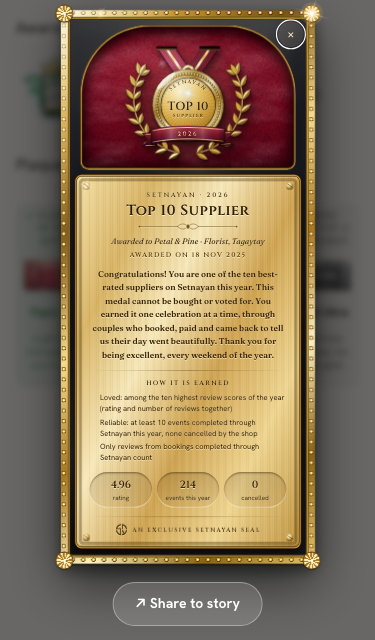 ×
SETNAYAN
TOP 10
SUPPLIER
2026
SETNAYAN · 2026
TOP 10 SUPPLIER
Awarded to Petal & Pine · Florist, Tagaytay
AWARDED ON 18 NOV 2025
Congratulations! You are one of the ten best-
rated suppliers on Setnayan this year. This
medal cannot be bought or voted for. You
earned it one celebration at a time, through
couples who booked, paid and came back to tell
us their day went beautifully. Thank you for
being excellent, every weekend of the year.
HOW IT IS EARNED
Loved: among the ten highest review scores of the year
(rating and number of reviews together)
Reliable: at least 10 events completed through
Setnayan this year, none cancelled by the shop
Only reviews from bookings completed through
Setnayan count
4.96 214 0
rating events this year cancelled
AN EXCLUSIVE SETNAYAN SEAL
↗ Share to story